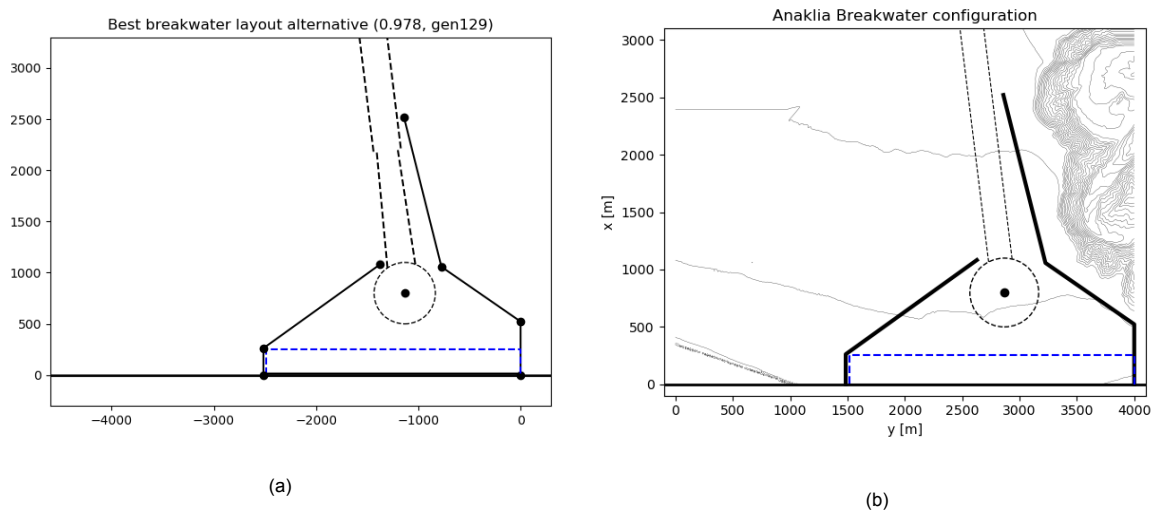 Best breakwater layout alternative (0.978, gen129)
3000
2500
2000
1500
1000
500
0
−4000 −3000 −2000 −1000 0
(a)
Anaklia Breakwater configuration
3000
2500
2000
1500
1000
500
0
x [m]
0 500 1000 1500 2000 2500 3000 3500 4000
y [m]
(b)